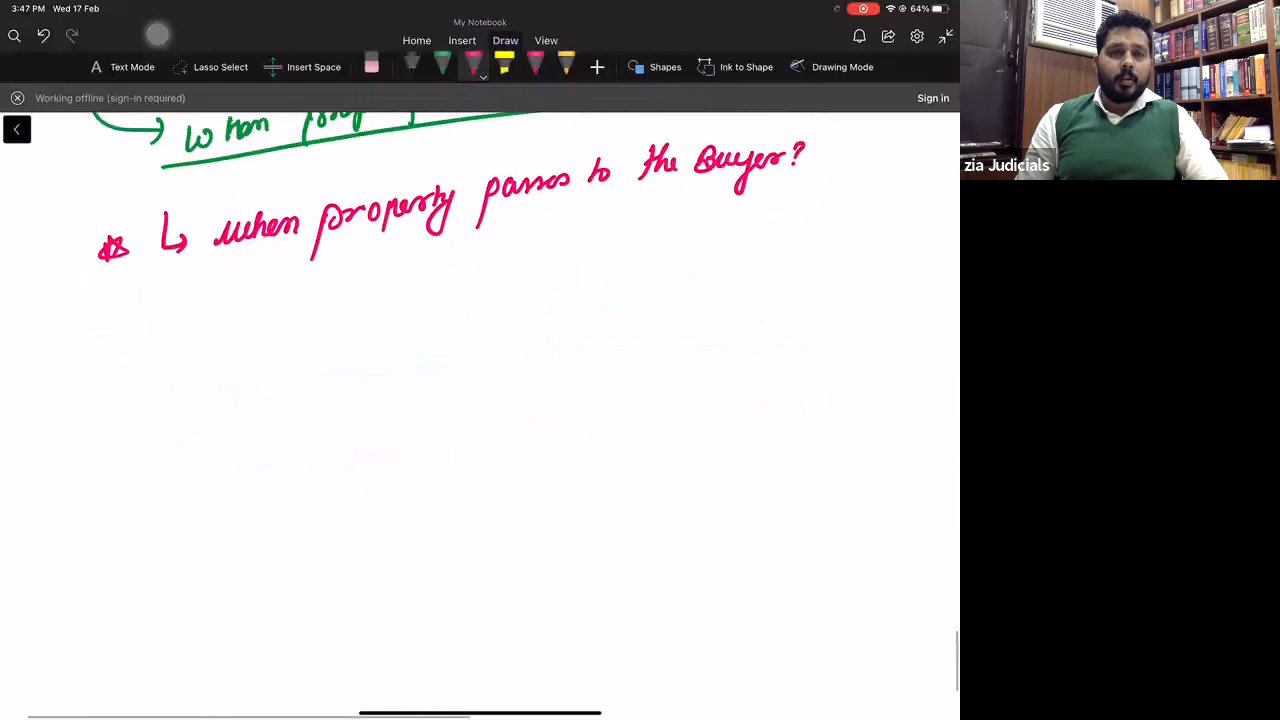 3:47 PM Wed 17 Feb
64%
My Notebook
Home Insert Draw View
A Text Mode Lasso Select Insert Space Shapes Ink to Shape Drawing Mode
Working offline (sign-in required) Sign in
zia Judicials
When
when property passes to the Buyer?